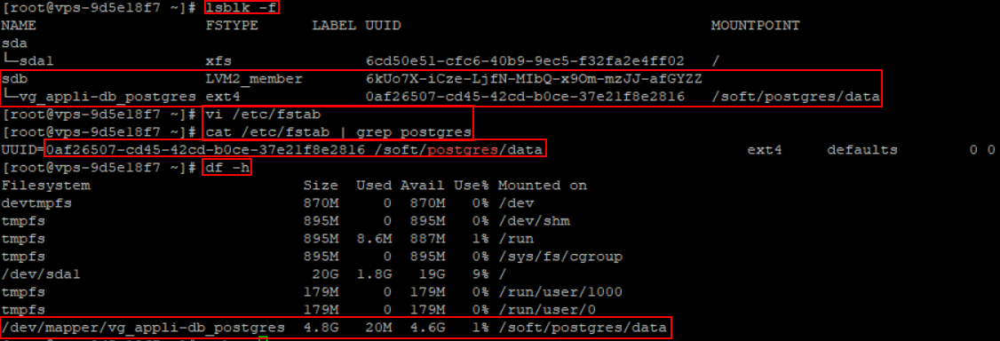 [root@vps-9d5e18f7 ~]# lsblk -f
NAME FSTYPE LABEL UUID MOUNTPOINT
sda
└─sda1 xfs 6cd50e51-cfc6-40b9-9ec5-f32fa2e4ff02 /
sdb LVM2_member 6kUo7X-iCze-LjfN-MIbQ-x9Om-mzJJ-afGYZZ
└─vg_appli-db_postgres ext4 0af26507-cd45-42cd-b0ce-37e21f8e2816 /soft/postgres/data
[root@vps-9d5e18f7 ~]# vi /etc/fstab
[root@vps-9d5e18f7 ~]# cat /etc/fstab | grep postgres
UUID=0af26507-cd45-42cd-b0ce-37e21f8e2816 /soft/postgres/data ext4 defaults 0 0
[root@vps-9d5e18f7 ~]# df -h
Filesystem Size Used Avail Use% Mounted on
devtmpfs 870M 0 870M 0% /dev
tmpfs 895M 0 895M 0% /dev/shm
tmpfs 895M 8.6M 887M 1% /run
tmpfs 895M 0 895M 0% /sys/fs/cgroup
/dev/sda1 20G 1.8G 19G 9% /
tmpfs 179M 0 179M 0% /run/user/1000
tmpfs 179M 0 179M 0% /run/user/0
/dev/mapper/vg_appli-db_postgres 4.8G 20M 4.6G 1% /soft/postgres/data